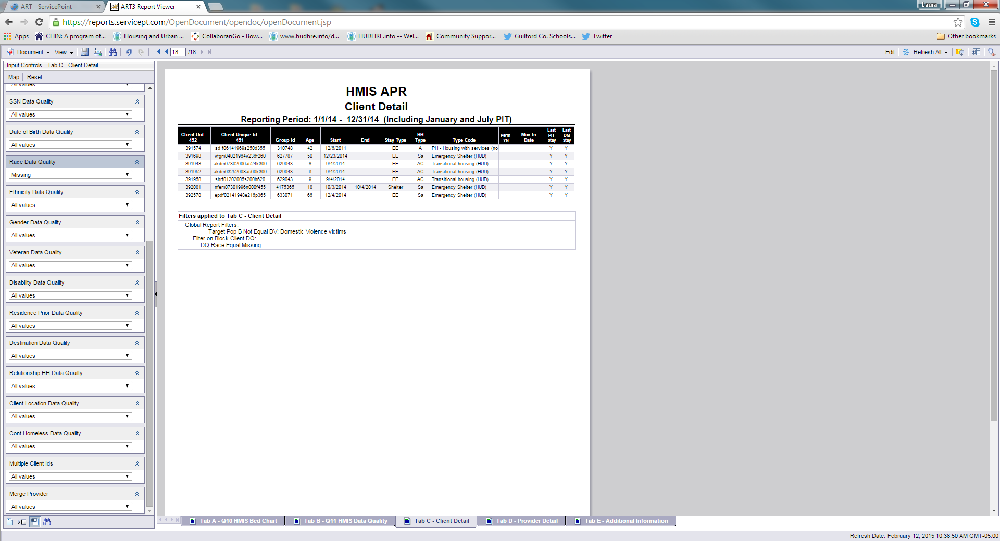 ART - ServicePoint
ART3 Report Viewer
Laura
https://reports.servicept.com/OpenDocument/opendoc/openDocument.jsp
Apps CHIN: A program of... Housing and Urban ... CollaboranGo - Bow... www.hudhre.info/d... HUDHRE.info -- Wel... Community Suppor... Guilford Co. Schools... Twitter Other bookmarks
Document View 18 /18 Edit Refresh All
Input Controls - Tab C - Client Detail
Map Reset
All values
SSN Data Quality
All values
Date of Birth Data Quality
All values
Race Data Quality
Missing
Ethnicity Data Quality
All values
Gender Data Quality
All values
Veteran Data Quality
All values
Disability Data Quality
All values
Residence Prior Data Quality
All values
Destination Data Quality
All values
Relationship HH Data Quailty
All values
Client Location Data Quality
All values
Cont Homeless Data Quality
All values
Multiple Client Ids
All values
Merge Provider
All values
HMIS APR
Client Detail
Reporting Period: 1/1/14 - 12/31/14 (Including January and July PIT)
Client Uid 452 Client Unique Id 451 Group Id Age Start End Stay Type HH Type Type Code Perm YN Mov-In Date Last PIT Stay Last DQ Stay
391574 sd f06141969s250d355 310748 42 12/6/2011 EE A PH - Housing with services (no Y Y
391698 vfgm04021964v236f260 627787 50 12/23/2014 EE Sa Emergency Shelter (HUD) Y Y
391948 akdm07302006a524k300 629043 8 9/4/2014 EE AC Transitional housing (HUD) Y Y
391952 akdm03252008a560k300 629043 6 9/4/2014 EE AC Transitional housing (HUD) Y Y
391958 shrf01202005s200h620 629043 9 9/4/2014 EE AC Transitional housing (HUD) Y Y
392081 nfem07301996n000f455 4175365 18 10/3/2014 10/4/2014 Shelter Sa Emergency Shelter (HUD) Y Y
392578 epdf02141948e216p365 633071 66 12/4/2014 EE Sa Emergency Shelter (HUD) Y Y
Filters applied to Tab C - Client Detail
Global Report Filters:
Target Pop B Not Equal DV: Domestic Violence victims
Filter on Block Client DQ:
DQ Race Equal Missing
Tab A - Q10 HMIS Bed Chart Tab B - Q11 HMIS Data Quality Tab C - Client Detail Tab D - Provider Detail Tab E - Additional Information
Refresh Date: February 12, 2015 10:38:50 AM GMT-05:00